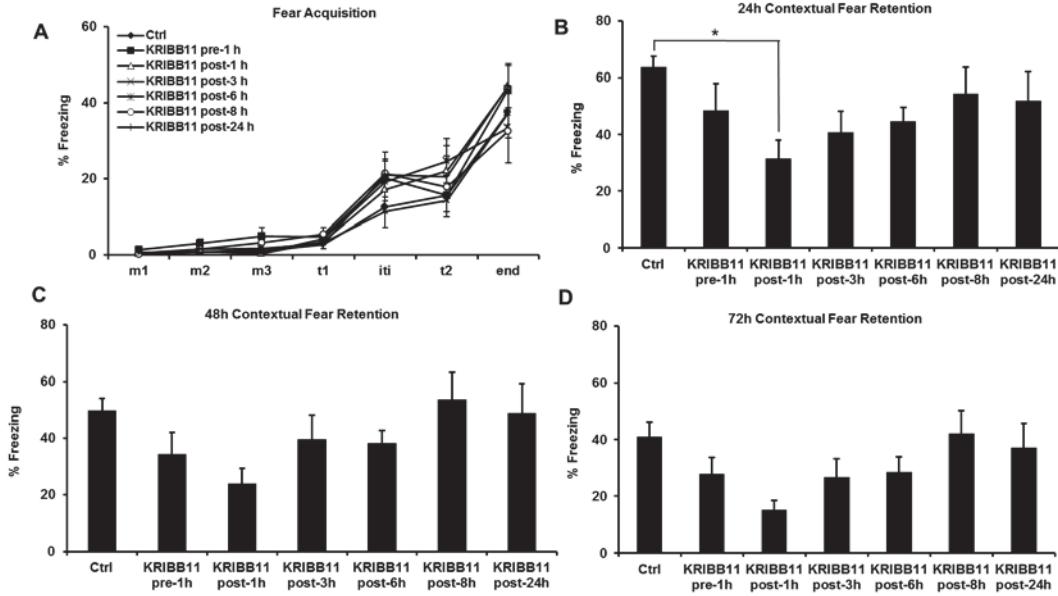 A
Fear Acquisition
% Freezing
60
40
20
0
Ctrl
KRIBB11 pre-1 h
KRIBB11 post-1 h
KRIBB11 post-3 h
KRIBB11 post-6 h
KRIBB11 post-8 h
KRIBB11 post-24 h
m1 m2 m3 t1 iti t2 end
B
24h Contextual Fear Retention
% Freezing
80
60
40
20
0
*
Ctrl KRIBB11 KRIBB11 KRIBB11 KRIBB11 KRIBB11 KRIBB11
pre-1h post-1h post-3h post-6h post-8h post-24h
C
48h Contextual Fear Retention
% Freezing
80
60
40
20
0
Ctrl KRIBB11 KRIBB11 KRIBB11 KRIBB11 KRIBB11 KRIBB11
pre-1h post-1h post-3h post-6h post-8h post-24h
D
72h Contextual Fear Retention
% Freezing
80
60
40
20
0
Ctrl KRIBB11 KRIBB11 KRIBB11 KRIBB11 KRIBB11 KRIBB11
pre-1h post-1h post-3h post-6h post-8h post-24h